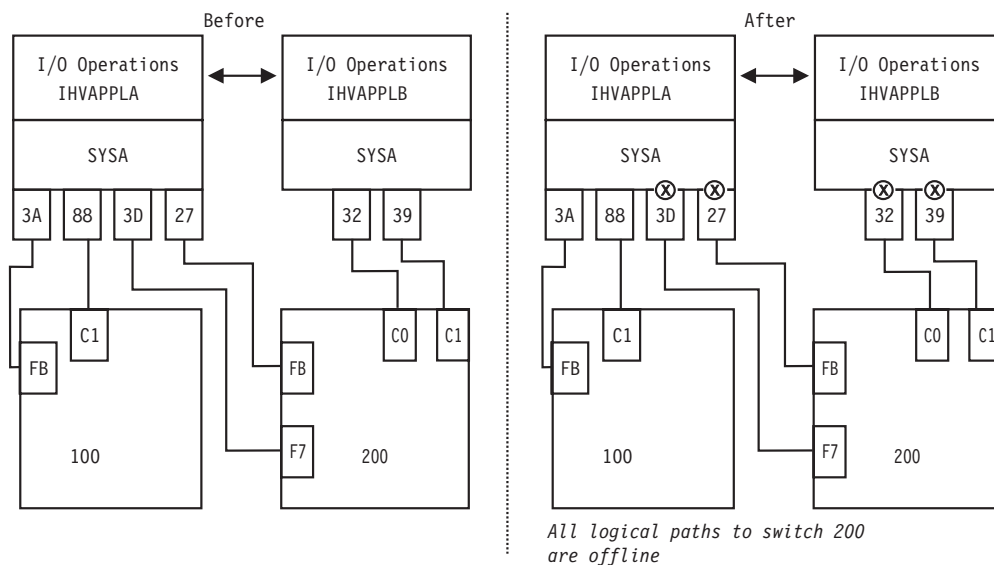 Before
I/O Operations
IHVAPPLA
I/O Operations
IHVAPPLB
SYSA
SYSA
3A
88
3D
27
32
39
C1
C0
C1
FB
FB
F7
100
200
After
I/O Operations
IHVAPPLA
I/O Operations
IHVAPPLB
SYSA
SYSA
X
X
X
X
3A
88
3D
27
32
39
C1
C0
C1
FB
FB
F7
100
200
All logical paths to switch 200
are offline